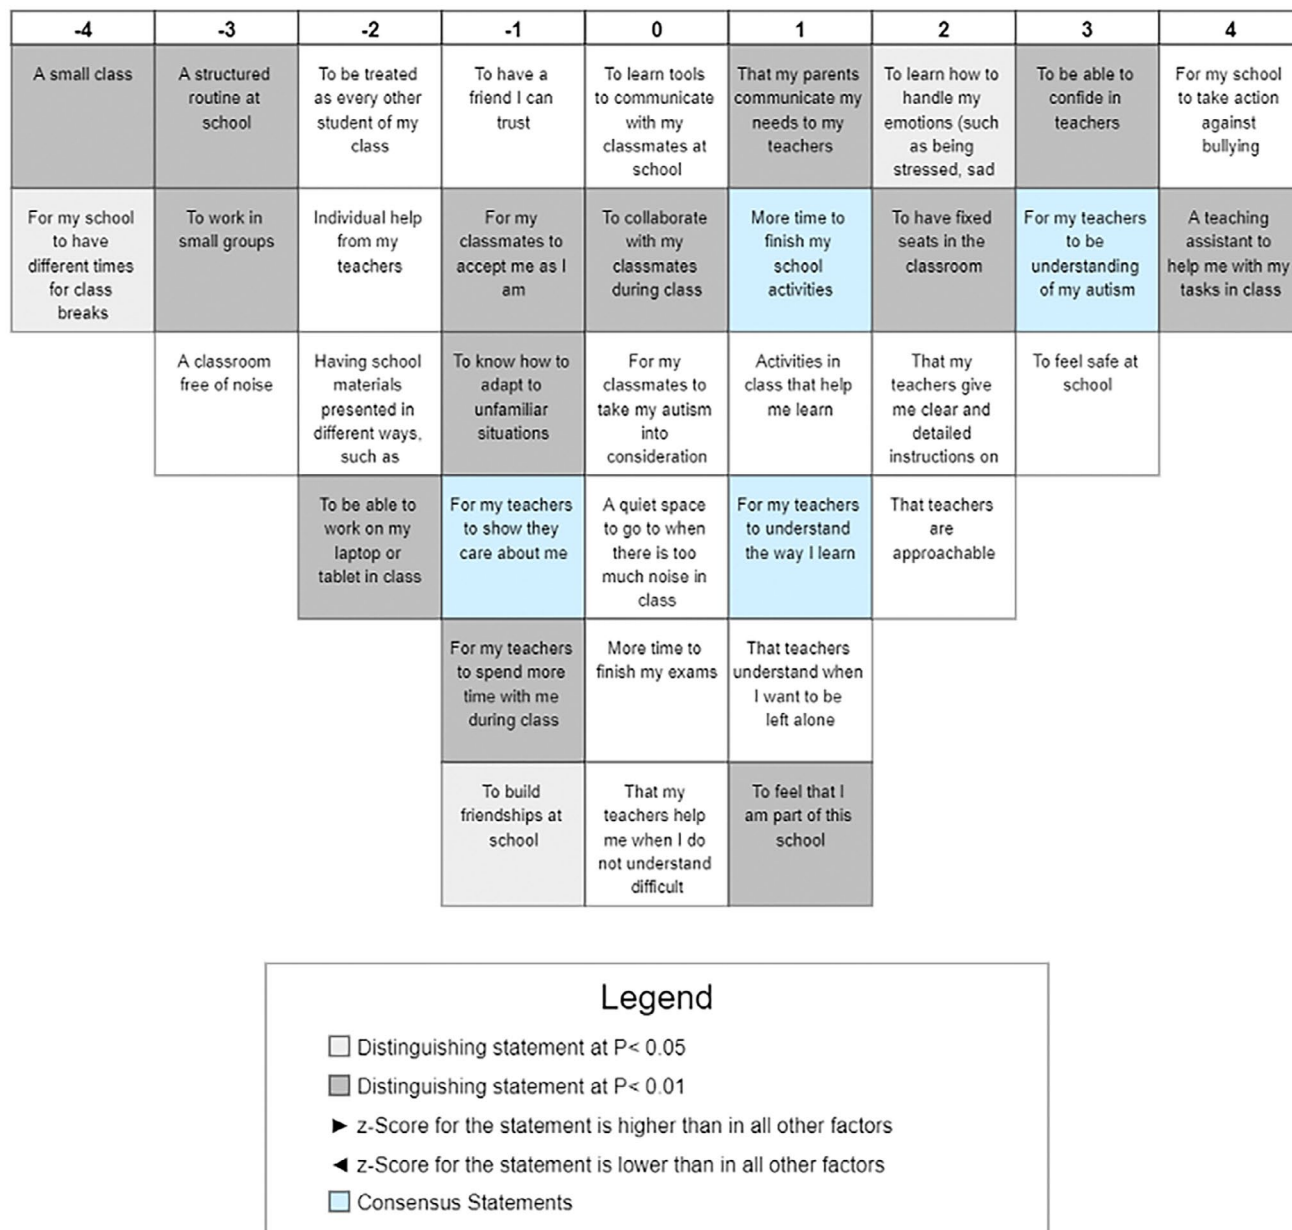 -4 -3 -2 -1 0 1 2 3 4
A small class
A structured
routine at
school
To be treated
as every other
student of my
class
To have a
friend I can
trust
To learn tools
to communicate
with my
classmates at
school
That my parents
communicate my
needs to my
teachers
To learn how to
handle my
emotions (such
as being
stressed, sad
To be able to
confide in
teachers
For my school
to take action
against
bullying
For my school
to have
different times
for class
breaks
To work in
small groups
Individual help
from my
teachers
For my
classmates to
accept me as I
am
To collaborate
with my
classmates
during class
More time to
finish my
school
activities
To have fixed
seats in the
classroom
For my teachers
to be
understanding
of my autism
A teaching
assistant to
help me with my
tasks in class
A classroom
free of noise
Having school
materials
presented in
different ways,
such as
To know how to
adapt to
unfamiliar
situations
For my
classmates to
take my autism
into
consideration
Activities in
class that help
me learn
That my
teachers give
me clear and
detailed
instructions on
To feel safe at
school
To be able to
work on my
laptop or
tablet in class
For my teachers
to show they
care about me
A quiet space
to go to when
there is too
much noise in
class
For my teachers
to understand
the way I learn
That teachers
are
approachable
For my teachers
to spend more
time with me
during class
More time to
finish my exams
That teachers
understand when
I want to be
left alone
To build
friendships at
school
That my
teachers help
me when I do
not understand
difficult
To feel that I
am part of this
school
Legend
Distinguishing statement at P< 0.05
Distinguishing statement at P< 0.01
► z-Score for the statement is higher than in all other factors
◄ z-Score for the statement is lower than in all other factors
Consensus Statements